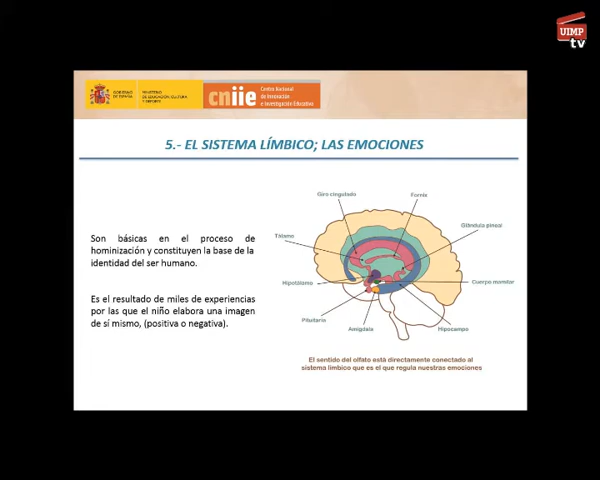 UIMP
tv
GOBIERNO
DE ESPAÑA
MINISTERIO
DE EDUCACIÓN, CULTURA
Y DEPORTE
cniie
Centro Nacional
de Innovación
e Investigación Educativa
5.- EL SISTEMA LÍMBICO; LAS EMOCIONES
Son básicas en el proceso de
hominización y constituyen la base de la
identidad del ser humano.
Es el resultado de miles de experiencias
por las que el niño elabora una imagen
de sí mismo, (positiva o negativa).
Giro cingulado
Fornix
Glándula pineal
Tálamo
Hipotálamo
Cuerpo mamilar
Pituitaria
Amígdala
Hipocampo
El sentido del olfato está directamente conectado al
sistema límbico que es el que regula nuestras emociones